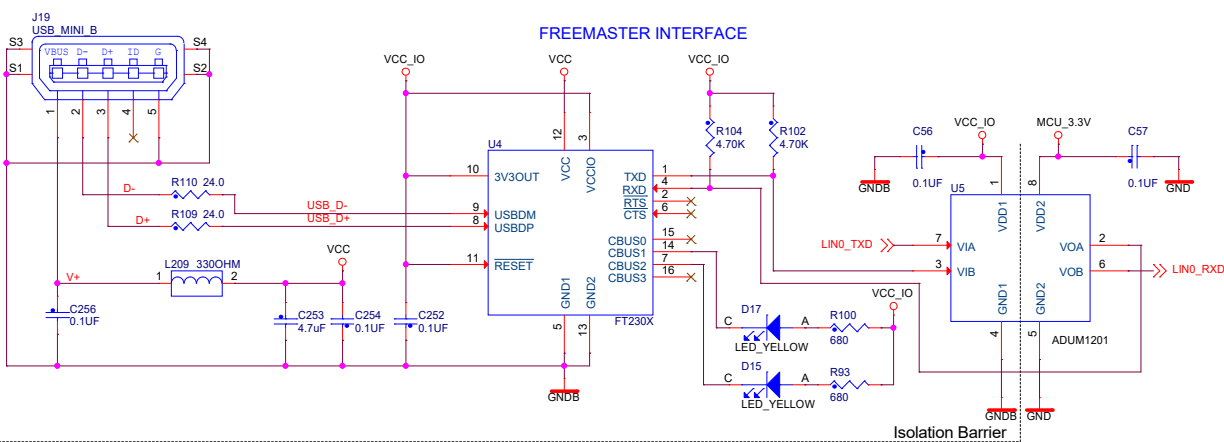 J19
USB_MINI_B
FREEMASTER INTERFACE
S3
S4
VBUS D- D+ ID G
S1
S2
1 2 3 4 5
VCC_IO
VCC
VCC_IO
12
3
R104
4.70K
R102
4.70K
U4
VCC
VCCIO
10
3V3OUT
TXD
1
RXD
4
RTS
2
CTS
6
R110 24.0
D-
USB_D-
9
USBDM
R109 24.0
D+
USB_D+
8
USBDP
CBUS0
15
CBUS1
14
CBUS2
7
CBUS3
16
11
RESET
GND1
GND2
5
13
FT230X
GNDB
V+
L209 330OHM
1
2
VCC
C256
0.1UF
C253
4.7uF
C254
0.1UF
C252
0.1UF
VCC_IO
D17
C
A
R100
680
LED_YELLOW
D15
C
A
R93
680
LED_YELLOW
C56
0.1UF
GNDB
VCC_IO
MCU_3.3V
C57
0.1UF
GND
U5
1
8
VDD1
VDD2
LIN0_TXD
7
VIA
VOA
2
3
VIB
VOB
6
LIN0_RXD
GND1
GND2
4
5
ADUM1201
GNDB
GND
Isolation Barrier